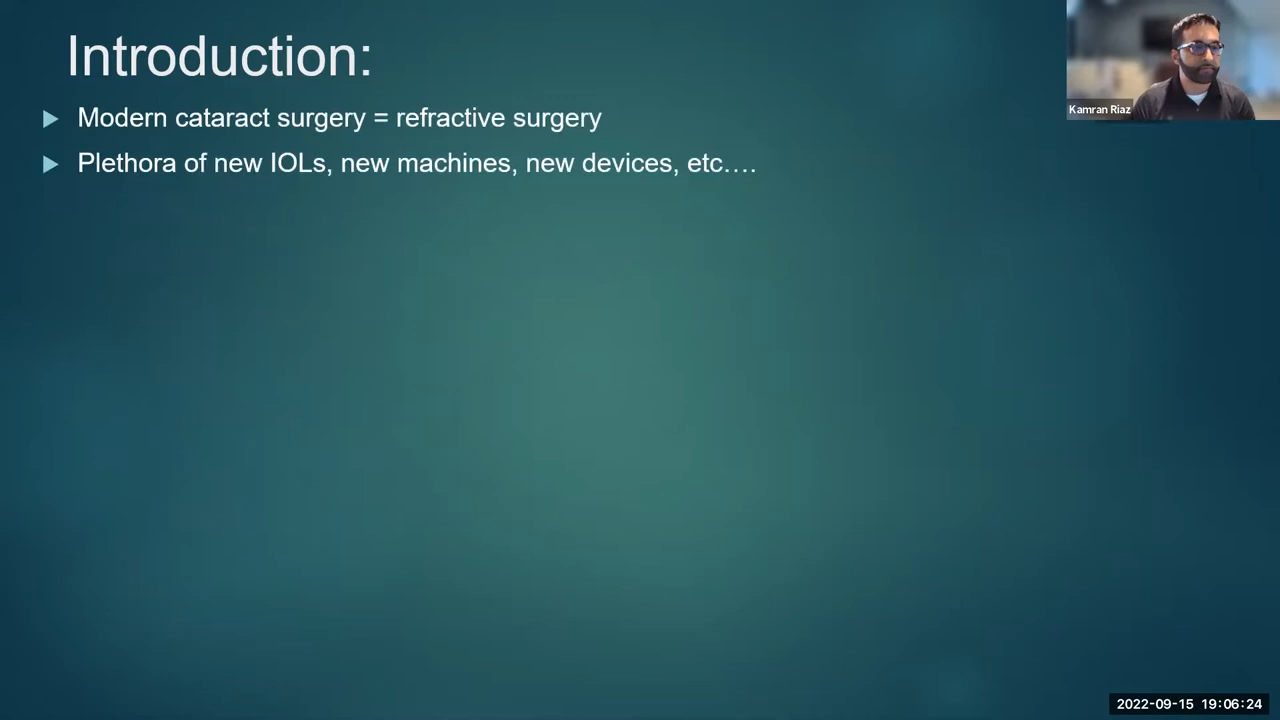 Introduction:
Modern cataract surgery = refractive surgery
Plethora of new IOLs, new machines, new devices, etc….
Kamran Riaz
2022-09-15 19:06:24